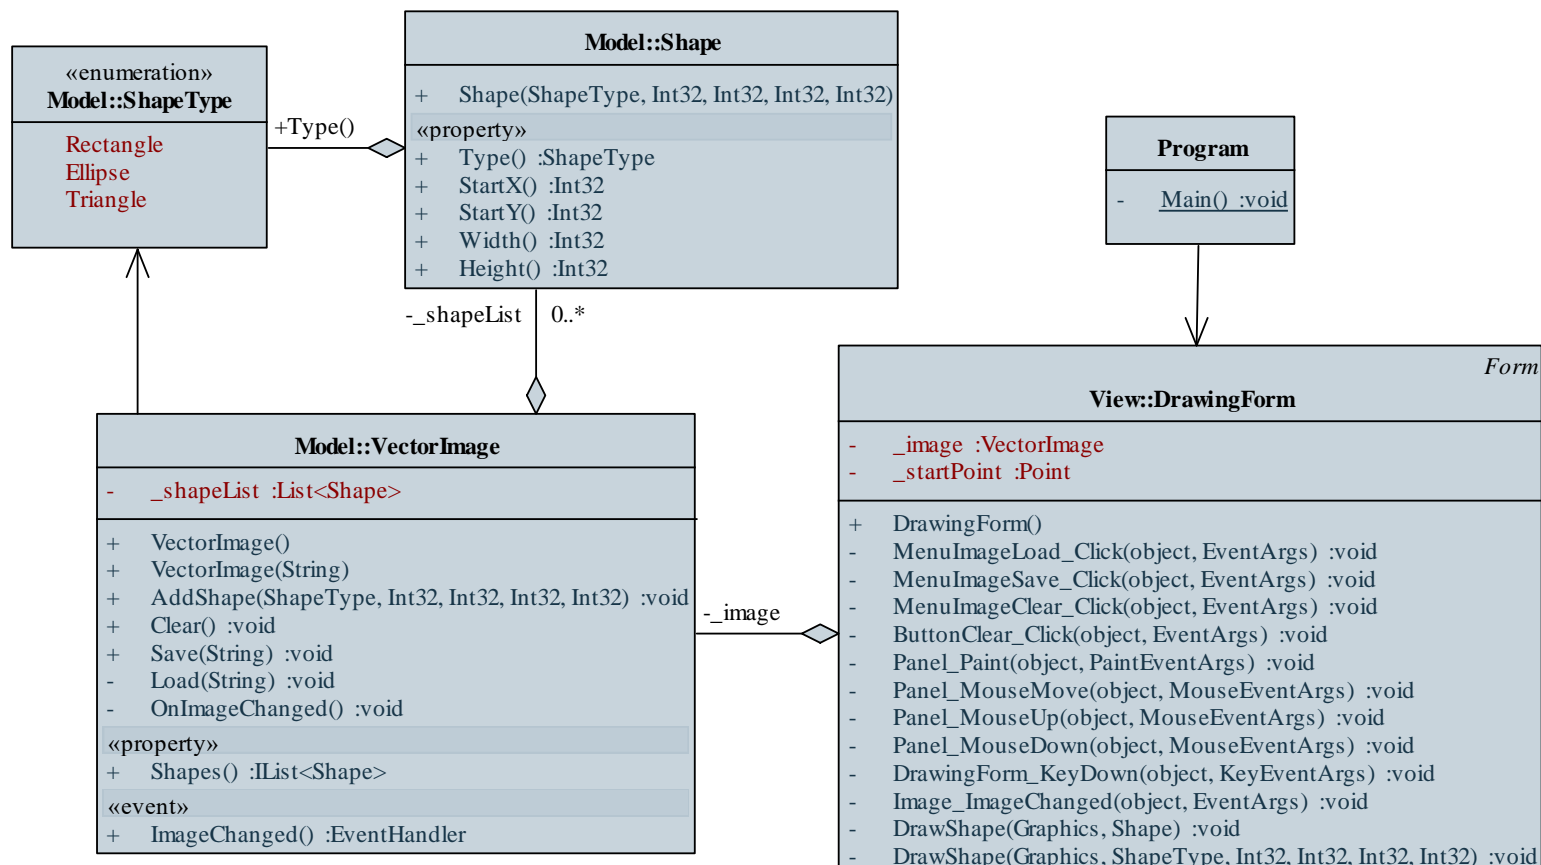 «enumeration»
Model::ShapeType
Rectangle
Ellipse
Triangle
+Type()
Model::Shape
+ Shape(ShapeType, Int32, Int32, Int32, Int32)
«property»
+ Type() :ShapeType
+ StartX() :Int32
+ StartY() :Int32
+ Width() :Int32
+ Height() :Int32
Program
- Main() :void
-_shapeList 0..*
Model::VectorImage
- _shapeList :List<Shape>
+ VectorImage()
+ VectorImage(String)
+ AddShape(ShapeType, Int32, Int32, Int32, Int32) :void
+ Clear() :void
+ Save(String) :void
- Load(String) :void
- OnImageChanged() :void
«property»
+ Shapes() :IList<Shape>
«event»
+ ImageChanged() :EventHandler
-_image
Form
View::DrawingForm
- _image :VectorImage
- _startPoint :Point
+ DrawingForm()
- MenuImageLoad_Click(object, EventArgs) :void
- MenuImageSave_Click(object, EventArgs) :void
- MenuImageClear_Click(object, EventArgs) :void
- ButtonClear_Click(object, EventArgs) :void
- Panel_Paint(object, PaintEventArgs) :void
- Panel_MouseMove(object, MouseEventArgs) :void
- Panel_MouseUp(object, MouseEventArgs) :void
- Panel_MouseDown(object, MouseEventArgs) :void
- DrawingForm_KeyDown(object, KeyEventArgs) :void
- Image_ImageChanged(object, EventArgs) :void
- DrawShape(Graphics, Shape) :void
- DrawShape(Graphics, ShapeType, Int32, Int32, Int32, Int32) :void